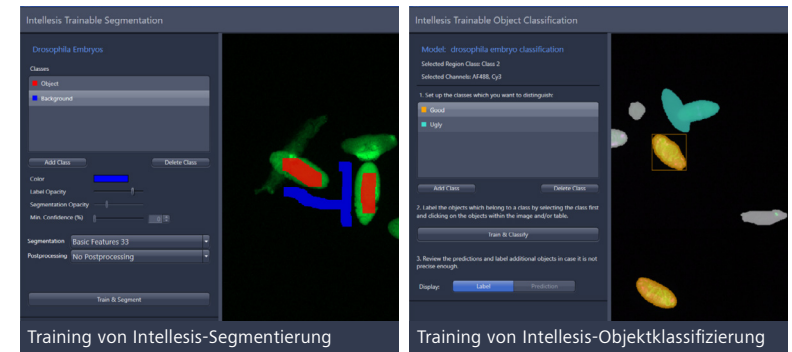 Intellesis Trainable Segmentation
Drosophila Embryos
Classes
Object
Background
Add Class
Delete Class
Color
Label Opacity
Segmentation Opacity
Min. Confidence (%)
Segmentation Basic Features 33
Postprocessing No Postprocessing
Train & Segment
Training von Intellesis-Segmentierung
Intellesis Trainable Object Classification
Model: drosophila embryo classification
Selected Region Class: Class 2
Selected Channels: AF488, Cy3
1. Set up the classes which you want to distinguish:
Good
Ugly
Add Class
Delete Class
2. Label the objects which belong to a class by selecting the class first
and clicking on the objects within the image and/or table.
Train & Classify
3. Review the predictions and label additional objects in case it is not
precise enough.
Display: Label Prediction
Training von Intellesis-Objektklassifizierung